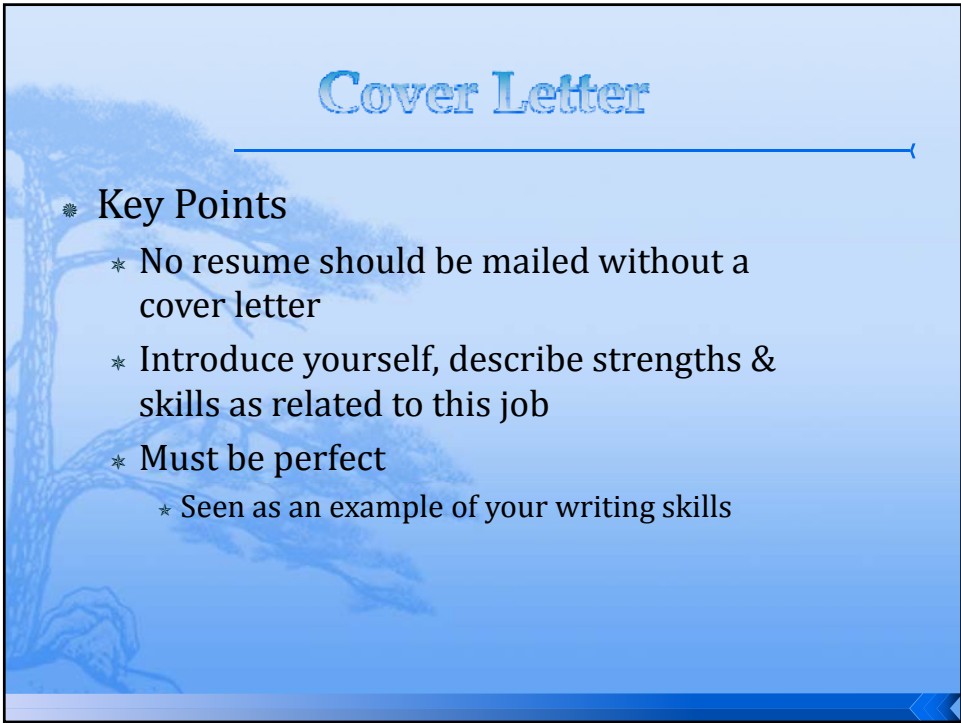 Cover Letter
Key Points
No resume should be mailed without a
cover letter
Introduce yourself, describe strengths &
skills as related to this job
Must be perfect
Seen as an example of your writing skills